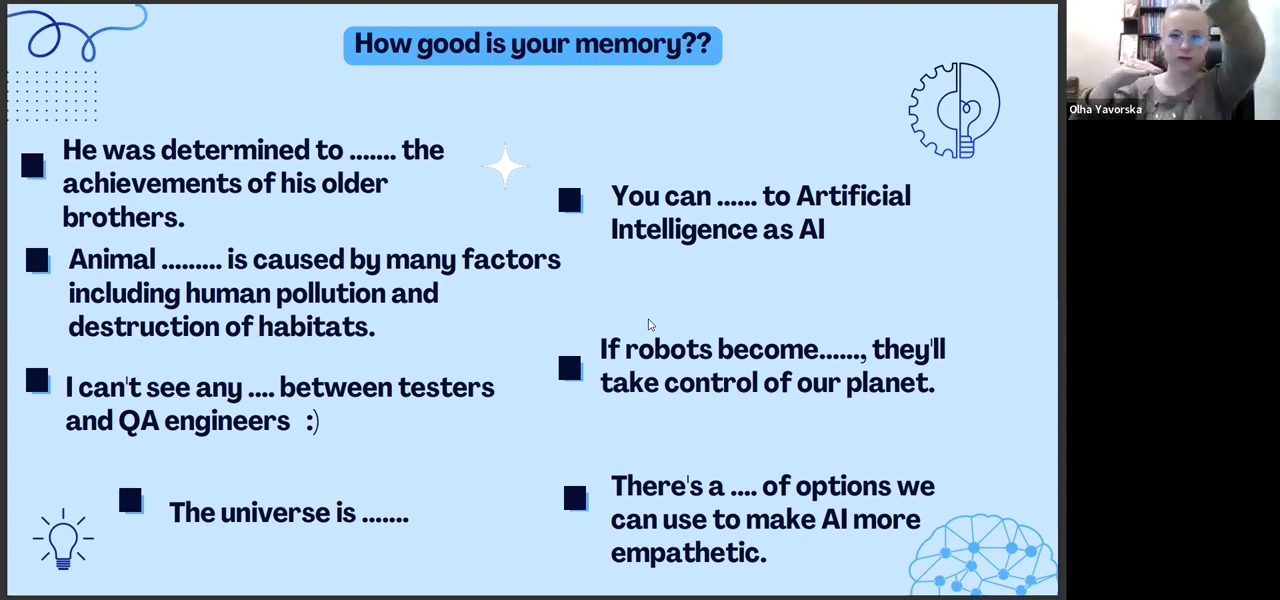 How good is your memory??
He was determined to ....... the
achievements of his older
brothers.
Animal ......... is caused by many factors
including human pollution and
destruction of habitats.
I can't see any .... between testers
and QA engineers :)
The universe is .......
You can ...... to Artificial
Intelligence as AI
If robots become......, they'll
take control of our planet.
There's a .... of options we
can use to make AI more
empathetic.
Olha Yavorska